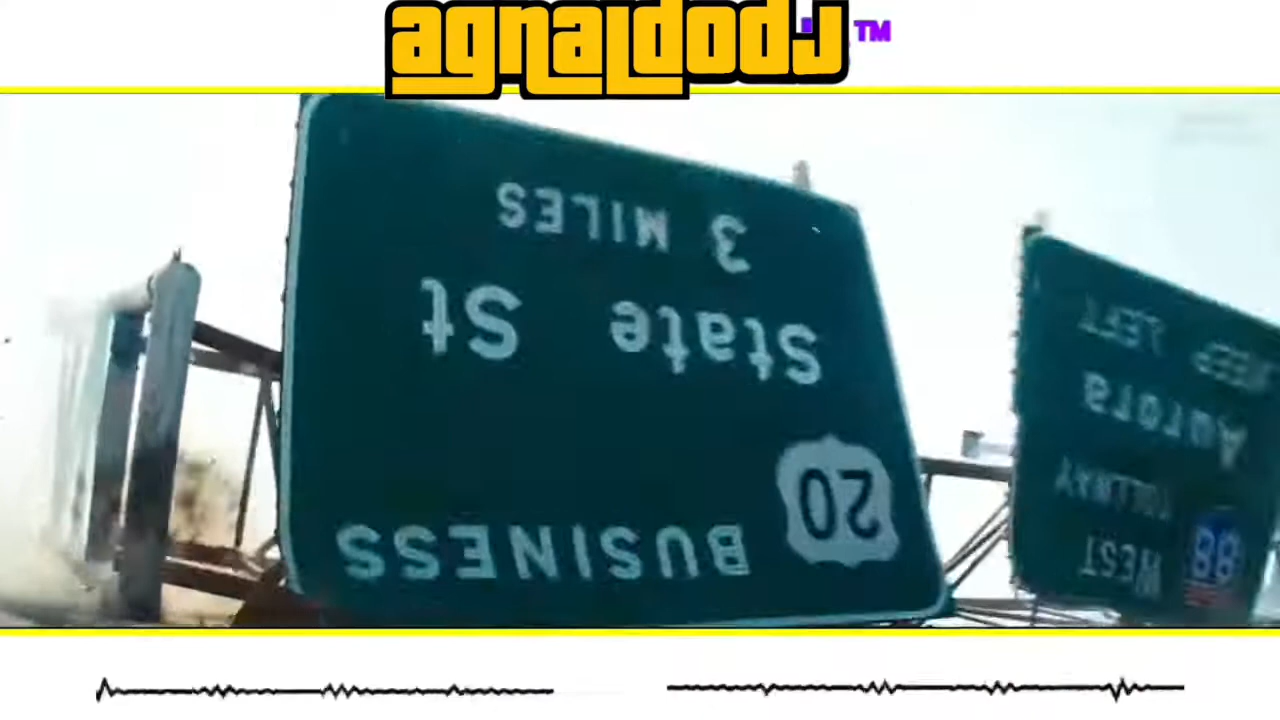 agnaldodJ™
BUSINESS 20
State St
3 MILES
88 WEST
TOLLWAY
Aurora
KEEP LEFT